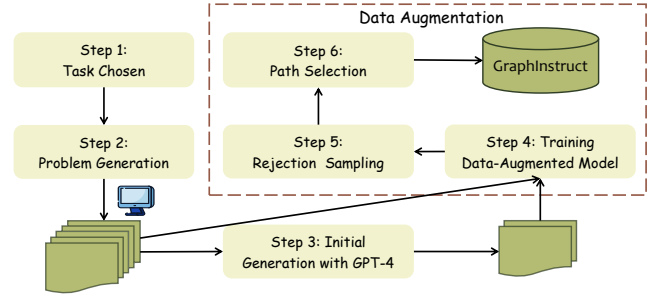 Data Augmentation
Step 1:
Task Chosen
Step 6:
Path Selection
GraphInstruct
Step 2:
Problem Generation
Step 5:
Rejection Sampling
Step 4: Training
Data-Augmented Model
Step 3: Initial
Generation with GPT-4